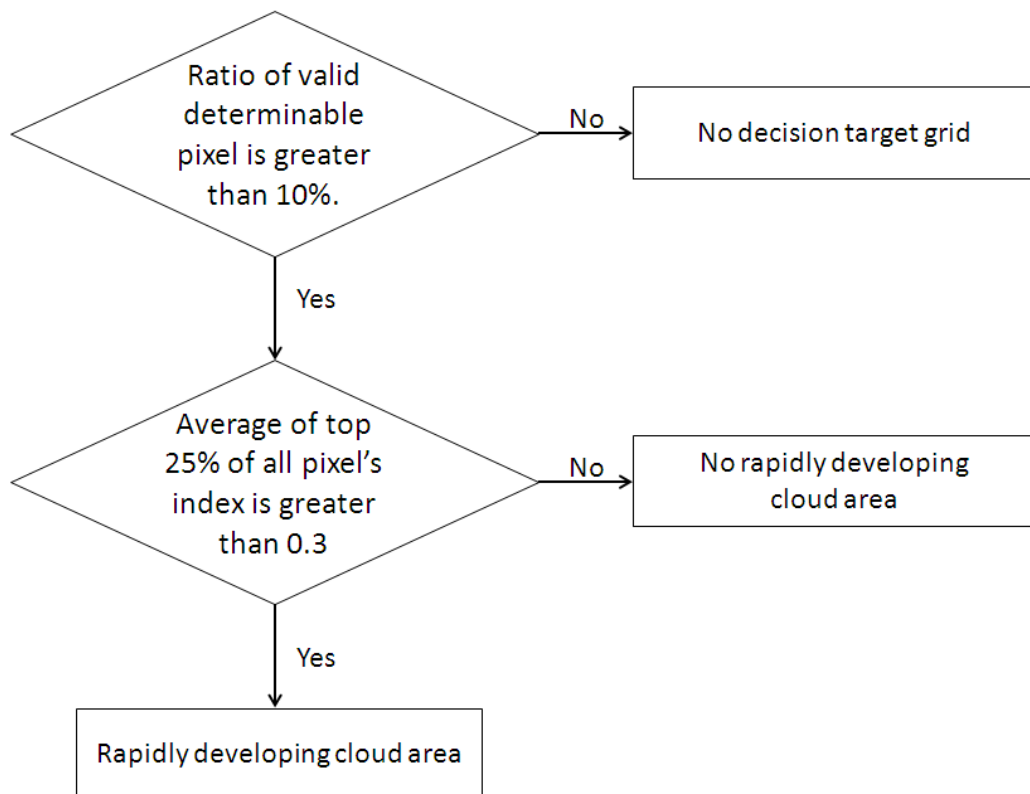 Ratio of valid
determinable
pixel is greater
than 10%.
No
No decision target grid
Yes
Average of top
25% of all pixel's
index is greater
than 0.3
No
No rapidly developing
cloud area
Yes
Rapidly developing cloud area